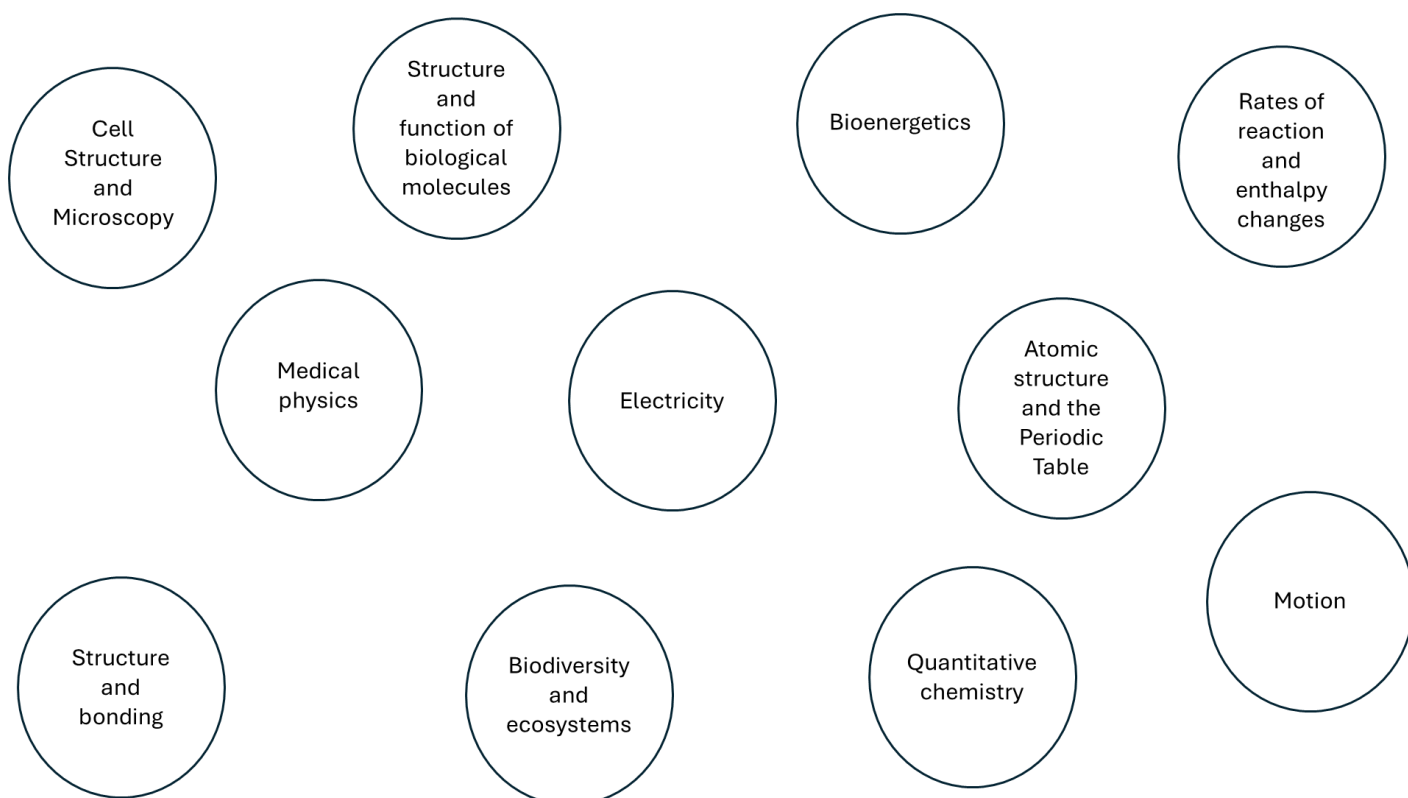 Cell
Structure
and
Microscopy
Structure
and
function of
biological
molecules
Bioenergetics
Rates of
reaction
and
enthalpy
changes
Medical
physics
Electricity
Atomic
structure
and the
Periodic
Table
Structure
and
bonding
Biodiversity
and
ecosystems
Quantitative
chemistry
Motion